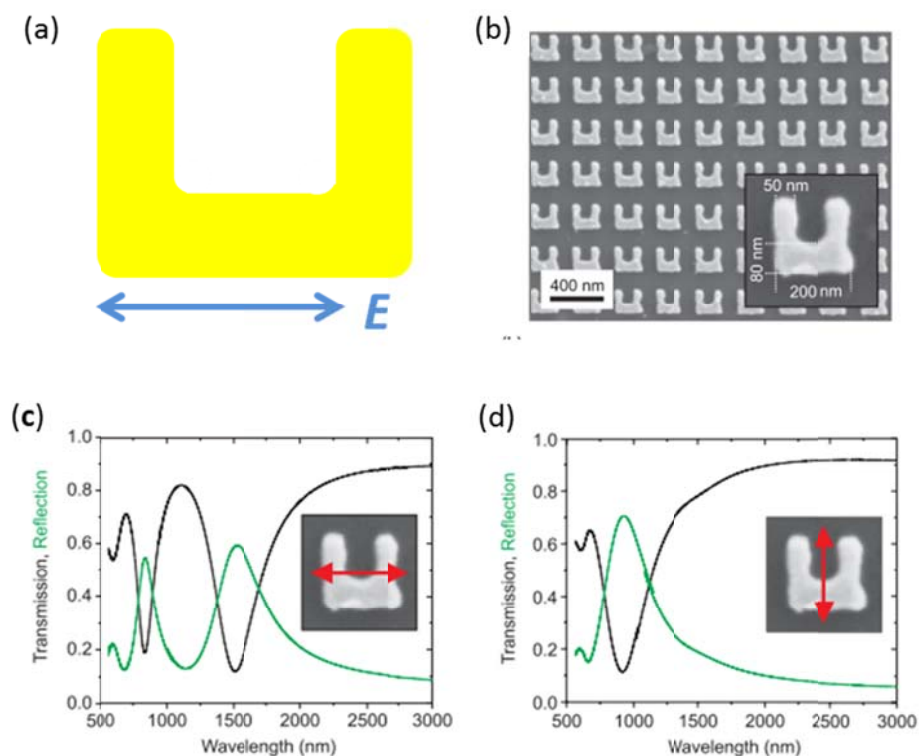 (a)
E
(b)
50 nm
80 nm
200 nm
400 nm
(c)
Transmission, Reflection
1.0
0.8
0.6
0.4
0.2
0.0
500 1000 1500 2000 2500 3000
Wavelength (nm)
(d)
Transmission, Reflection
1.0
0.8
0.6
0.4
0.2
0.0
500 1000 1500 2000 2500 3000
Wavelength (nm)